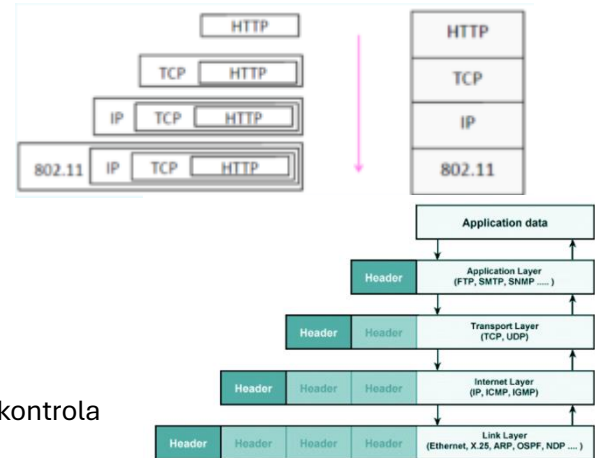 HTTP
TCP HTTP
IP TCP HTTP
802.11 IP TCP HTTP
HTTP
TCP
IP
802.11
Application data
Header
Application Layer
(FTP, SMTP, SNMP ..... )
Header Header
Transport Layer
(TCP, UDP)
Header Header Header
Internet Layer
(IP, ICMP, IGMP)
Header Header Header Header
Link Layer
(Ethernet, X.25, ARP, OSPF, NDP .... )
kontrola